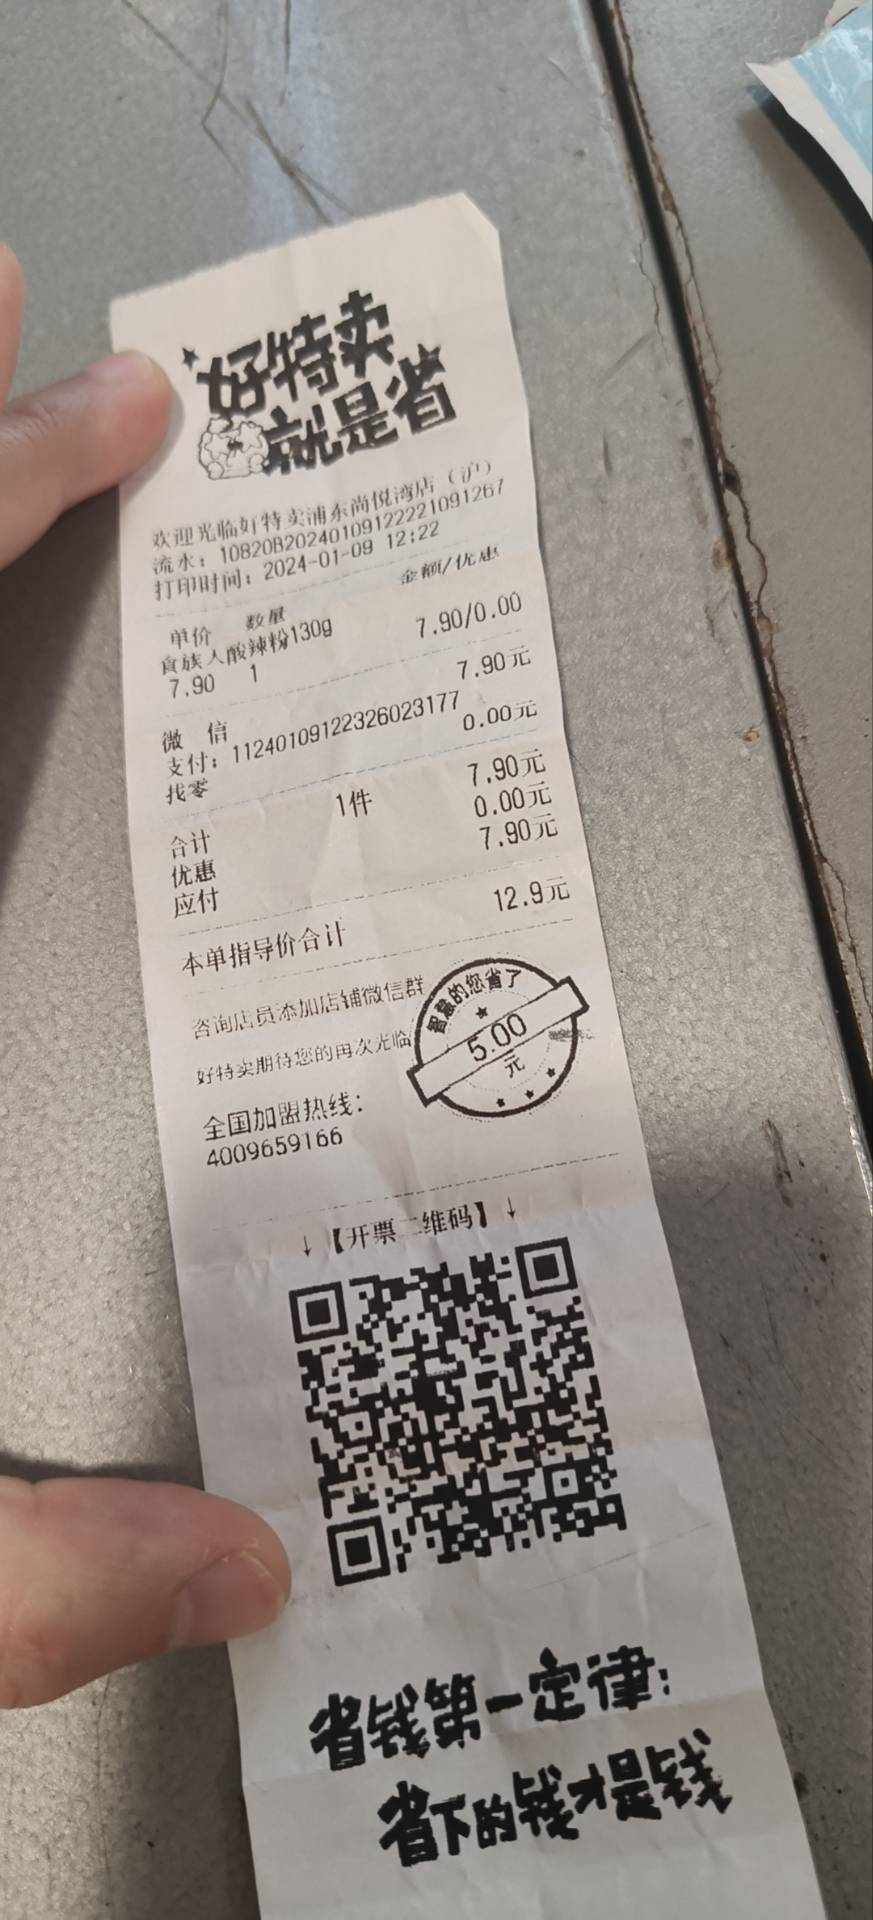 好特卖
就是省
欢迎光临好特卖浦东尚悦湾店（沪）
流水：10820B20240109122221091267
打印时间：2024-01-09 12:22
单价 数量 金额/优惠
食族人酸辣粉130g
7.90 1 7.90/0.00
微 信 7.90元
支付：11240109122326023177
找零 0.00元
合计 1件 7.90元
优惠 0.00元
应付 7.90元
本单指导价合计 12.9元
咨询店员添加店铺微信群
好特卖期待您的再次光临
智慧的您省了
5.00
元
全国加盟热线：
4009659166
↓【开票二维码】↓
省钱第一定律：
省下的钱才是钱